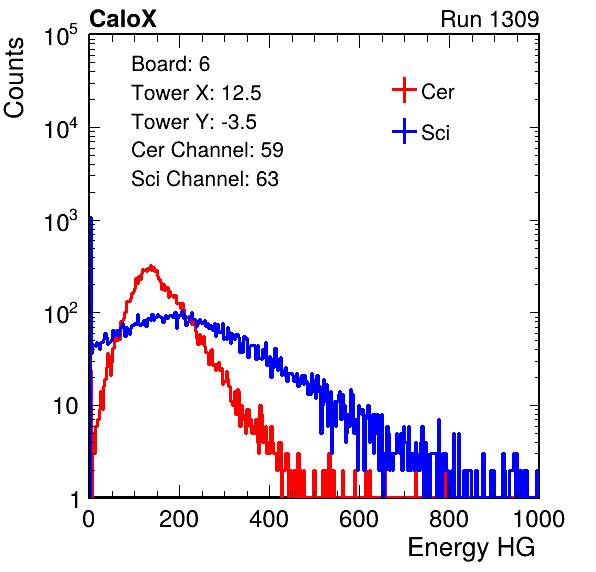 CaloX Run 1309
Counts
10^5
10^4
10^3
10^2
10
1
Board: 6
Tower X: 12.5
Tower Y: -3.5
Cer Channel: 59
Sci Channel: 63
Cer
Sci
0 200 400 600 800 1000
Energy HG